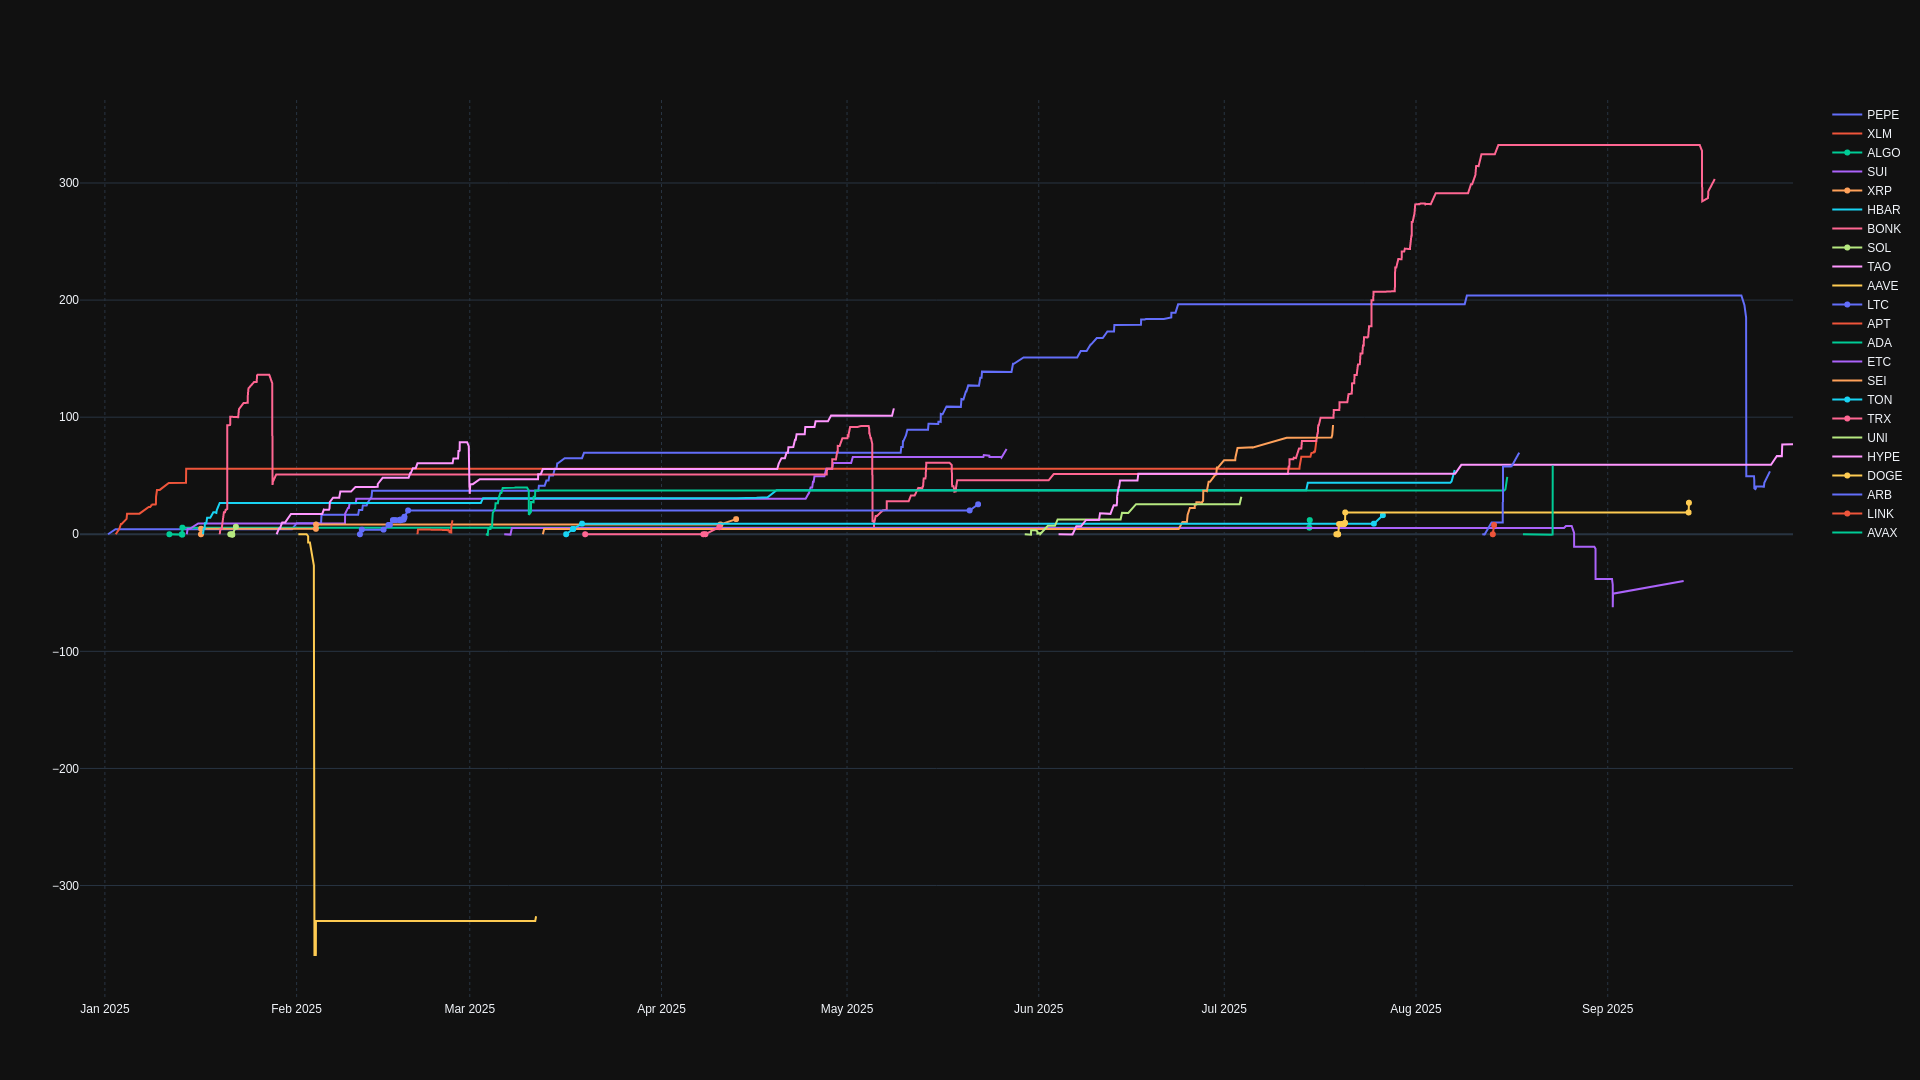 300
200
100
0
−100
−200
−300
Jan 2025
Feb 2025
Mar 2025
Apr 2025
May 2025
Jun 2025
Jul 2025
Aug 2025
Sep 2025
PEPE
XLM
ALGO
SUI
XRP
HBAR
BONK
SOL
TAO
AAVE
LTC
APT
ADA
ETC
SEI
TON
TRX
UNI
HYPE
DOGE
ARB
LINK
AVAX